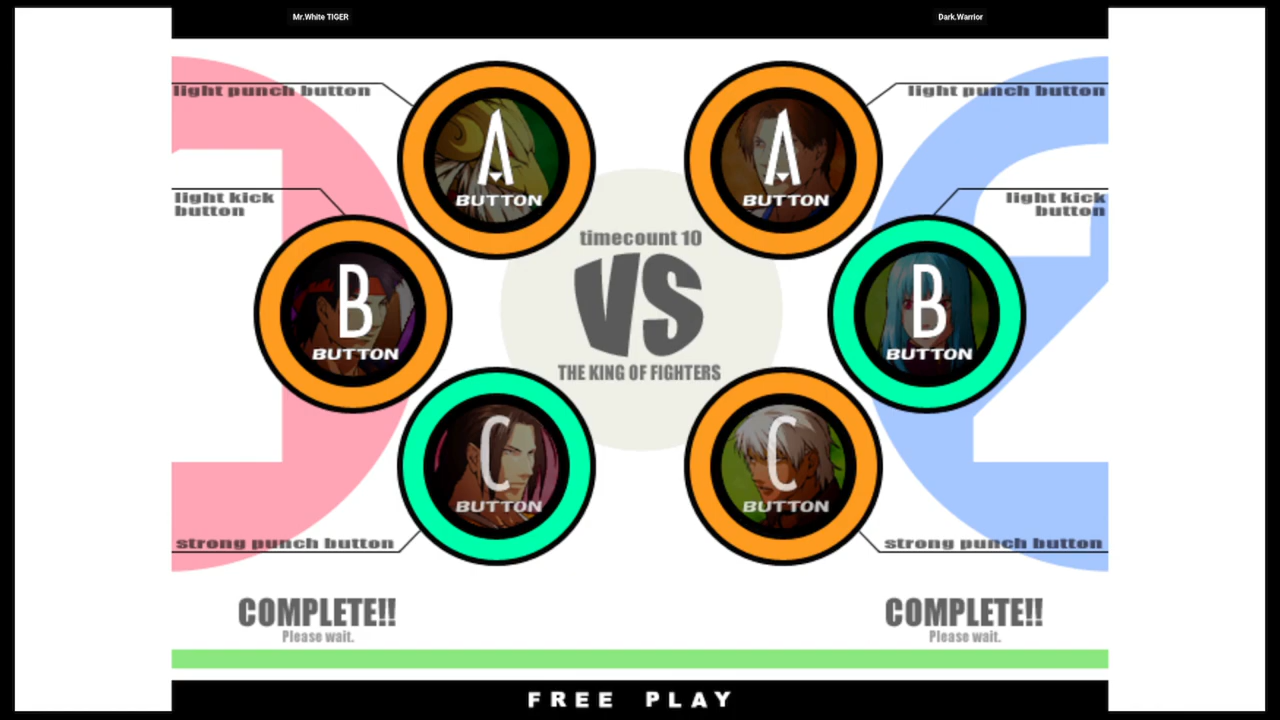 Mr.White TIGER
Dark.Warrior
light punch button
A
BUTTON
A
BUTTON
light punch button
light kick
button
B
BUTTON
timecount 10
VS
THE KING OF FIGHTERS
B
BUTTON
light kick
button
1
2
C
BUTTON
C
BUTTON
strong punch button
strong punch button
COMPLETE!!
Please wait.
COMPLETE!!
Please wait.
FREE PLAY